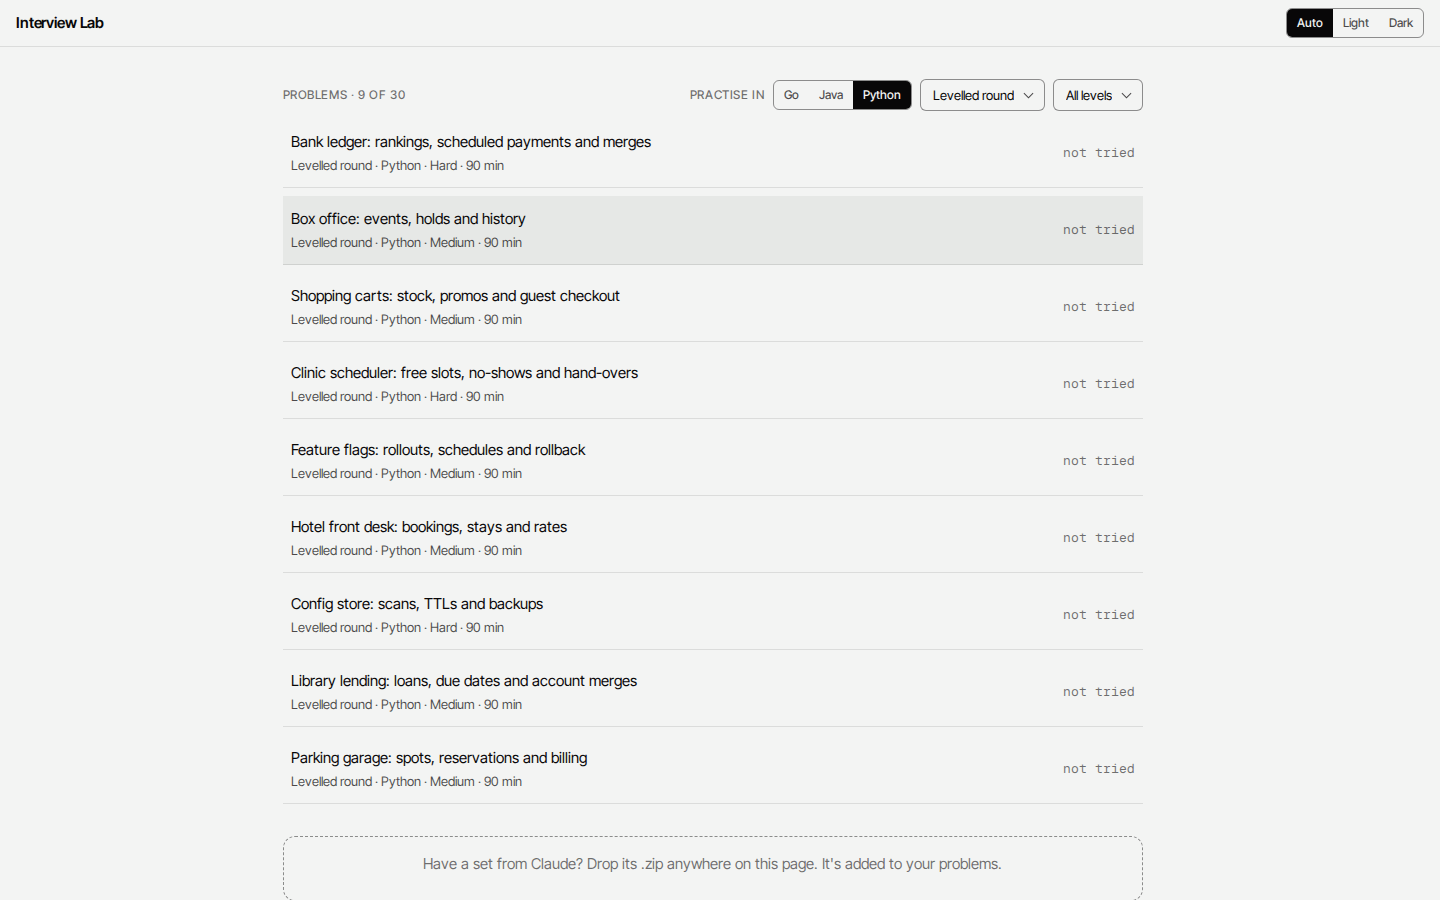 Interview Lab
Auto Light Dark
PROBLEMS · 9 OF 30
PRACTISE IN Go Java Python Levelled round All levels
Bank ledger: rankings, scheduled payments and merges
Levelled round · Python · Hard · 90 min
not tried
Box office: events, holds and history
Levelled round · Python · Medium · 90 min
not tried
Shopping carts: stock, promos and guest checkout
Levelled round · Python · Medium · 90 min
not tried
Clinic scheduler: free slots, no-shows and hand-overs
Levelled round · Python · Hard · 90 min
not tried
Feature flags: rollouts, schedules and rollback
Levelled round · Python · Medium · 90 min
not tried
Hotel front desk: bookings, stays and rates
Levelled round · Python · Medium · 90 min
not tried
Config store: scans, TTLs and backups
Levelled round · Python · Hard · 90 min
not tried
Library lending: loans, due dates and account merges
Levelled round · Python · Medium · 90 min
not tried
Parking garage: spots, reservations and billing
Levelled round · Python · Medium · 90 min
not tried
Have a set from Claude? Drop its .zip anywhere on this page. It's added to your problems.